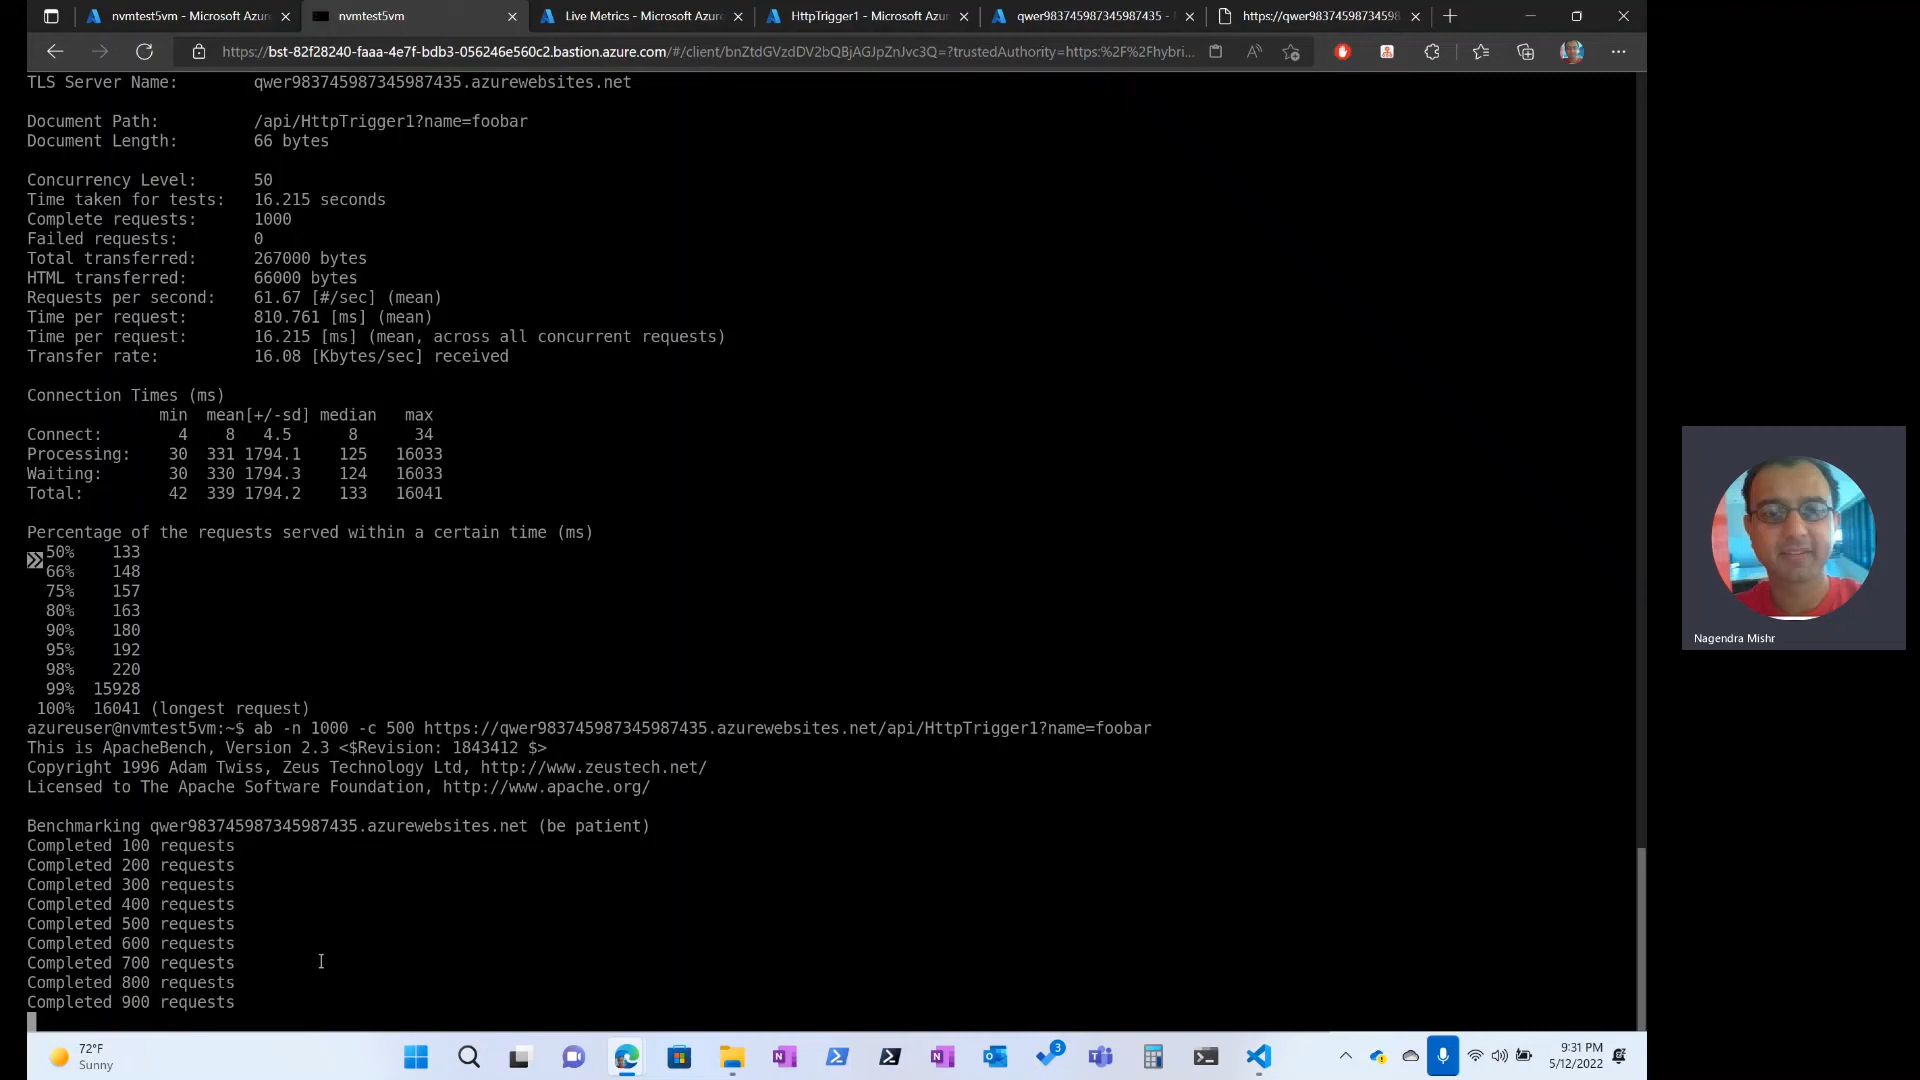 nvmtest5vm - Microsoft Azur
nvmtest5vm
Live Metrics - Microsoft Azure
HttpTrigger1 - Microsoft Azur
qwer983745987345987435 -
https://qwer9837459873459​8
https://bst-82f28240-faaa-4e7f-bdb3-056246e560c2.bastion.azure.com/#/client/bnZtdGVzdDV2bQBjAGJpZnJvc3Q=?trustedAuthority=https:%2F%2Fhybri...
TLS Server Name: qwer983745987345987435.azurewebsites.net
Document Path: /api/HttpTrigger1?name=foobar
Document Length: 66 bytes
Concurrency Level: 50
Time taken for tests: 16.215 seconds
Complete requests: 1000
Failed requests: 0
Total transferred: 267000 bytes
HTML transferred: 66000 bytes
Requests per second: 61.67 [#/sec] (mean)
Time per request: 810.761 [ms] (mean)
Time per request: 16.215 [ms] (mean, across all concurrent requests)
Transfer rate: 16.08 [Kbytes/sec] received
Connection Times (ms)
min mean[+/-sd] median max
Connect: 4 8 4.5 8 34
Processing: 30 331 1794.1 125 16033
Waiting: 30 330 1794.3 124 16033
Total: 42 339 1794.2 133 16041
Percentage of the requests served within a certain time (ms)
50% 133
66% 148
75% 157
80% 163
90% 180
95% 192
98% 220
99% 15928
100% 16041 (longest request)
azureuser@nvmtest5vm:~$ ab -n 1000 -c 500 https://qwer983745987345987435.azurewebsites.net/api/HttpTrigger1?name=foobar
This is ApacheBench, Version 2.3 <$Revision: 1843412 $>
Copyright 1996 Adam Twiss, Zeus Technology Ltd, http://www.zeustech.net/
Licensed to The Apache Software Foundation, http://www.apache.org/
Benchmarking qwer983745987345987435.azurewebsites.net (be patient)
Completed 100 requests
Completed 200 requests
Completed 300 requests
Completed 400 requests
Completed 500 requests
Completed 600 requests
Completed 700 requests
Completed 800 requests
Completed 900 requests
Nagendra Mishr
72°F
Sunny
3
9:31 PM
5/12/2022